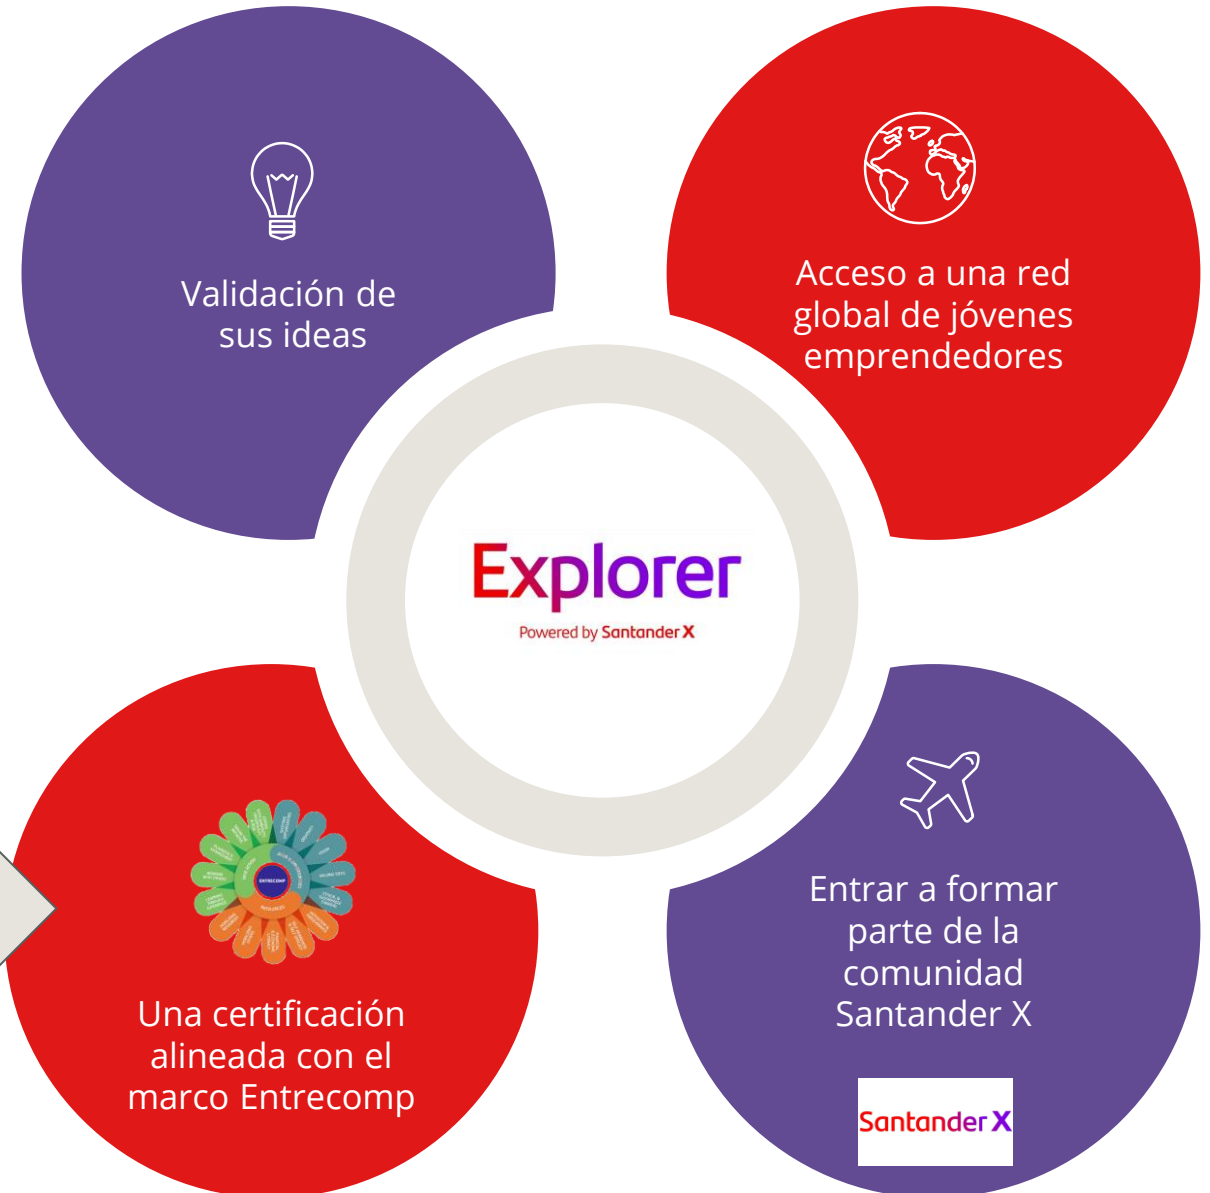 Validación de
sus ideas
Acceso a una red
global de jóvenes
emprendedores
Explorer
Powered by Santander X
ENTRECOMP
Una certificación
alineada con el
marco Entrecomp
Entrar a formar
parte de la
comunidad
Santander X
Santander X